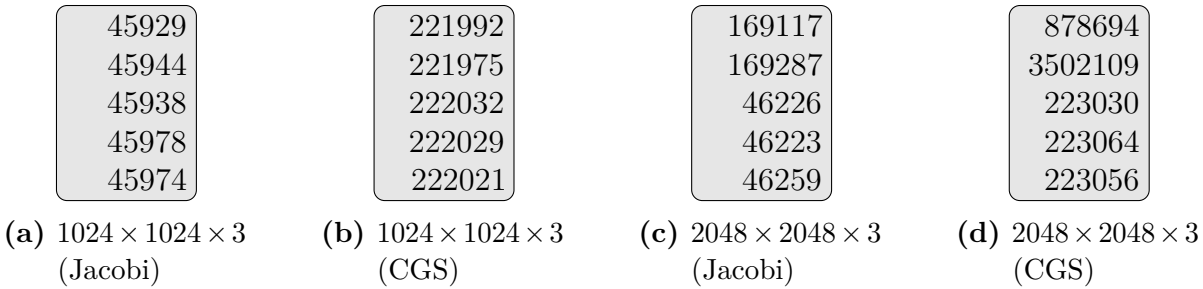 45929
45944
45938
45978
45974
(a) 1024 × 1024 × 3
(Jacobi)
221992
221975
222032
222029
222021
(b) 1024 × 1024 × 3
(CGS)
169117
169287
46226
46223
46259
(c) 2048 × 2048 × 3
(Jacobi)
878694
3502109
223030
223064
223056
(d) 2048 × 2048 × 3
(CGS)